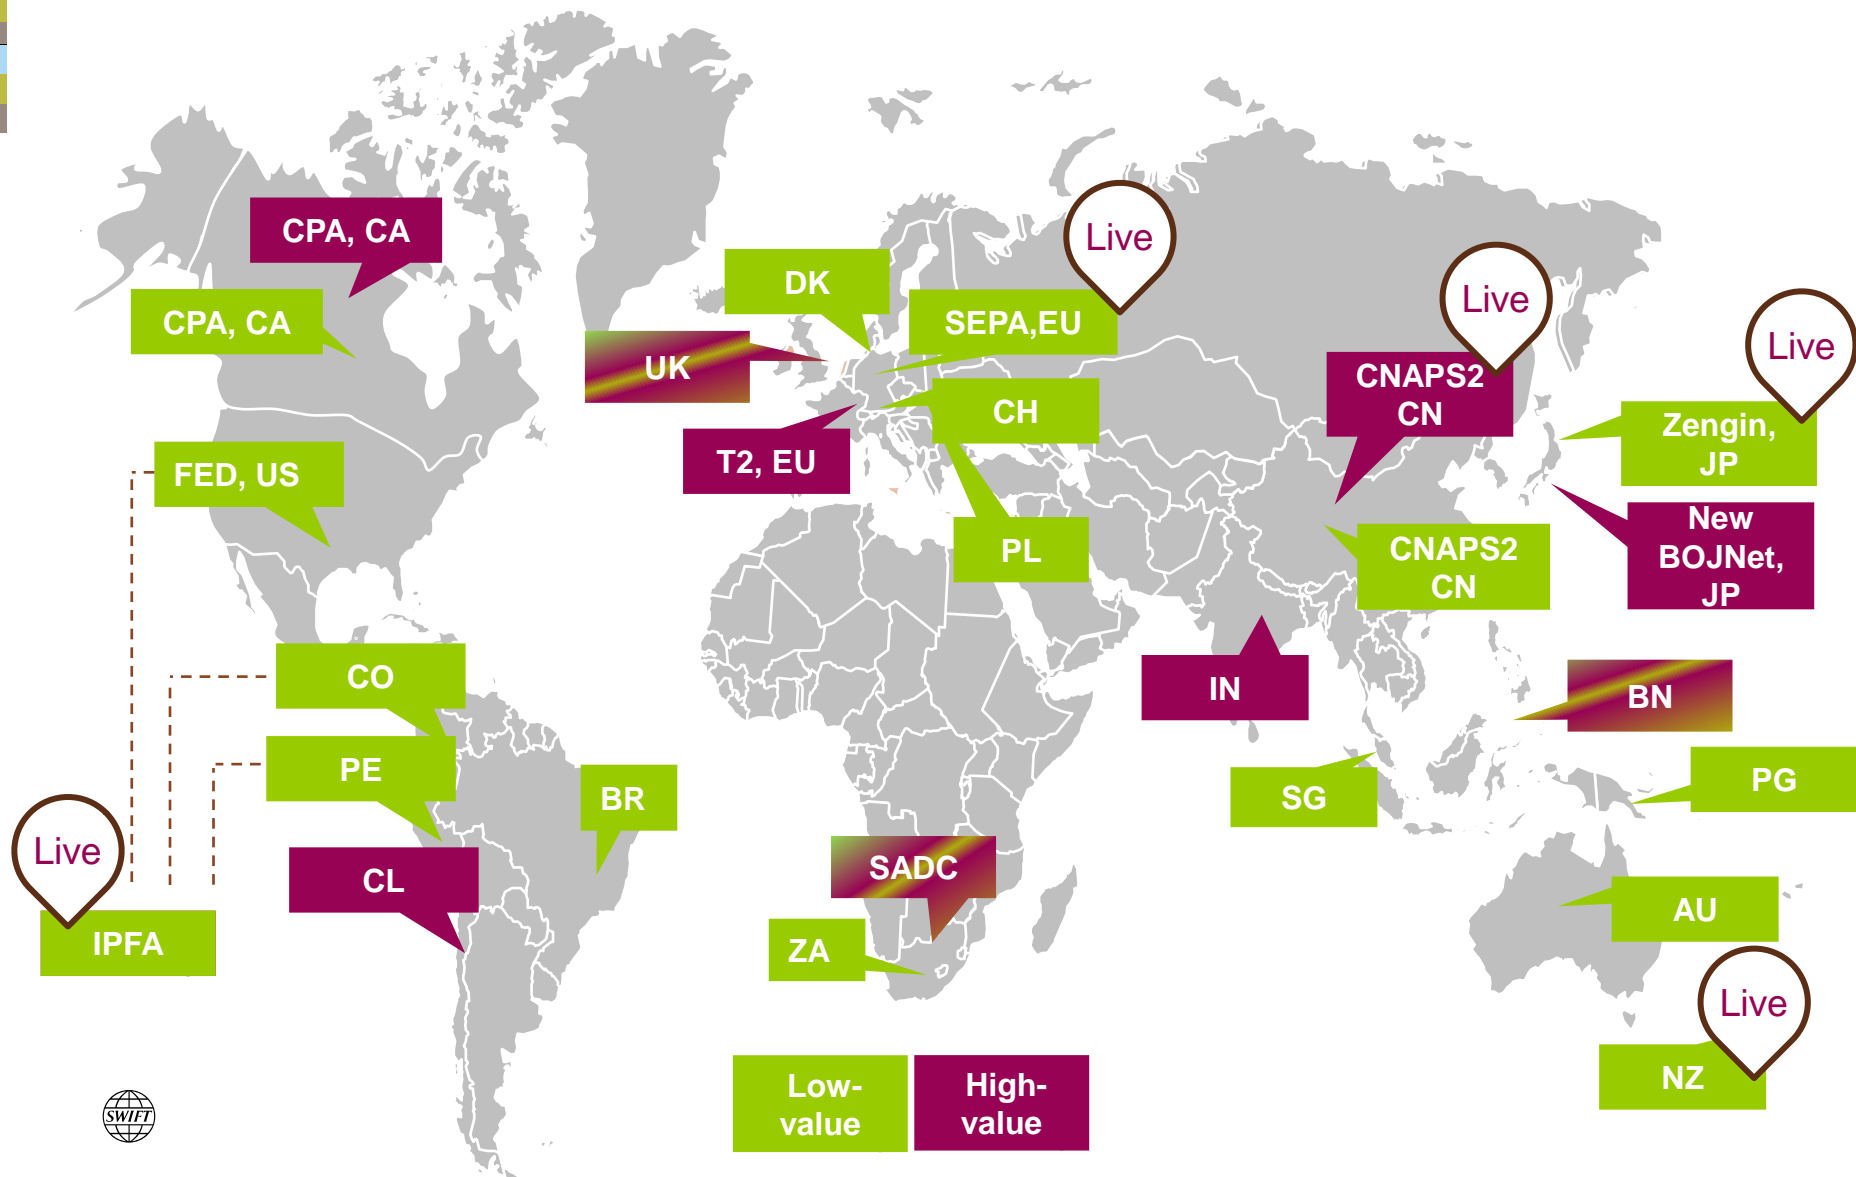 CPA, CA
Live
DK
Live
CPA, CA
SEPA,EU
Live
UK
CNAPS2
CN
CH
Zengin,
JP
T2, EU
FED, US
New
BOJNet,
JP
PL
CNAPS2
CN
CO
IN
BN
PE
BR
SG
PG
Live
SADC
CL
AU
IPFA
ZA
Live
NZ
Low-
value
High-
value
SWIFT